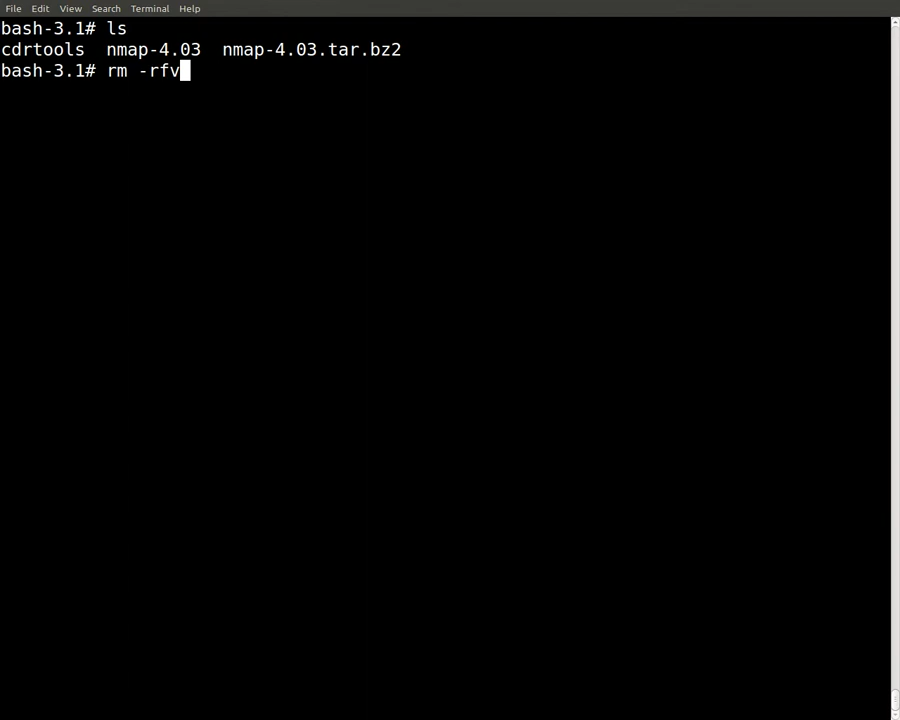 File Edit View Search Terminal Help
bash-3.1# ls
cdrtools  nmap-4.03  nmap-4.03.tar.bz2
bash-3.1# rm -rfv